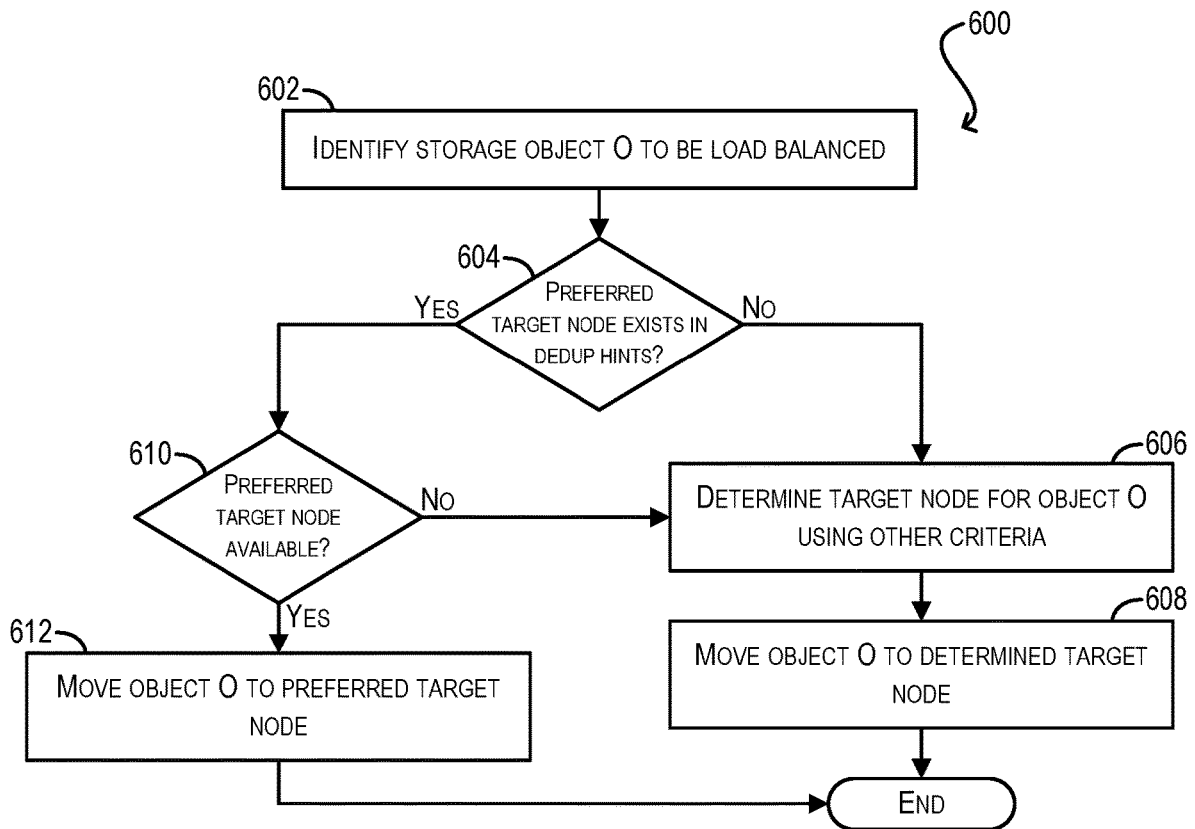 600
602
IDENTIFY STORAGE OBJECT O TO BE LOAD BALANCED
604
PREFERRED
TARGET NODE EXISTS IN
DEDUP HINTS?
YES
NO
610
PREFERRED
TARGET NODE
AVAILABLE?
NO
YES
606
DETERMINE TARGET NODE FOR OBJECT O
USING OTHER CRITERIA
612
MOVE OBJECT O TO PREFERRED TARGET
NODE
608
MOVE OBJECT O TO DETERMINED TARGET
NODE
END